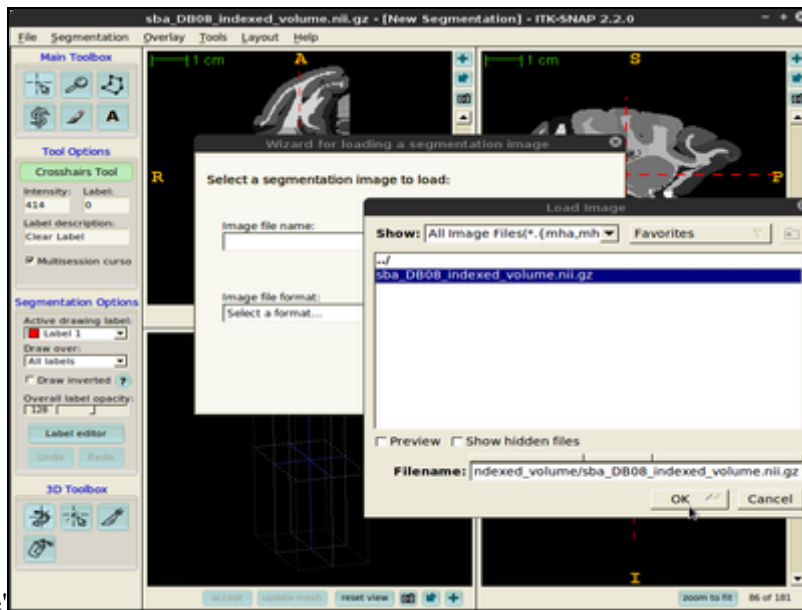 sba_DB08_indexed_volume.nii.gz - [New Segmentation] - ITK-SNAP 2.2.0
File Segmentation Overlay Tools Layout Help
Main Toolbox
A
Tool Options
Crosshairs Tool
Intensity: Label:
414 0
Label description:
Clear Label
Multisession curso
Segmentation Options
Active drawing label:
Label 1
Draw over:
All labels
Draw inverted ?
Overall label opacity:
128
Label editor
Undo Redo
3D Toolbox
1 cm
A
R
1 cm
S
P
Wizard for loading a segmentation image
Select a segmentation image to load:
Image file name:
Image file format:
Select a format...
Load Image
Show: All Image Files(*.{mha,mh Favorites
../
sba_DB08_indexed_volume.nii.gz
Preview Show hidden files
Filename: ndexed_volume/sba_DB08_indexed_volume.nii.gz
OK Cancel
I
accept update mesh reset view
zoom to fit 86 of 181